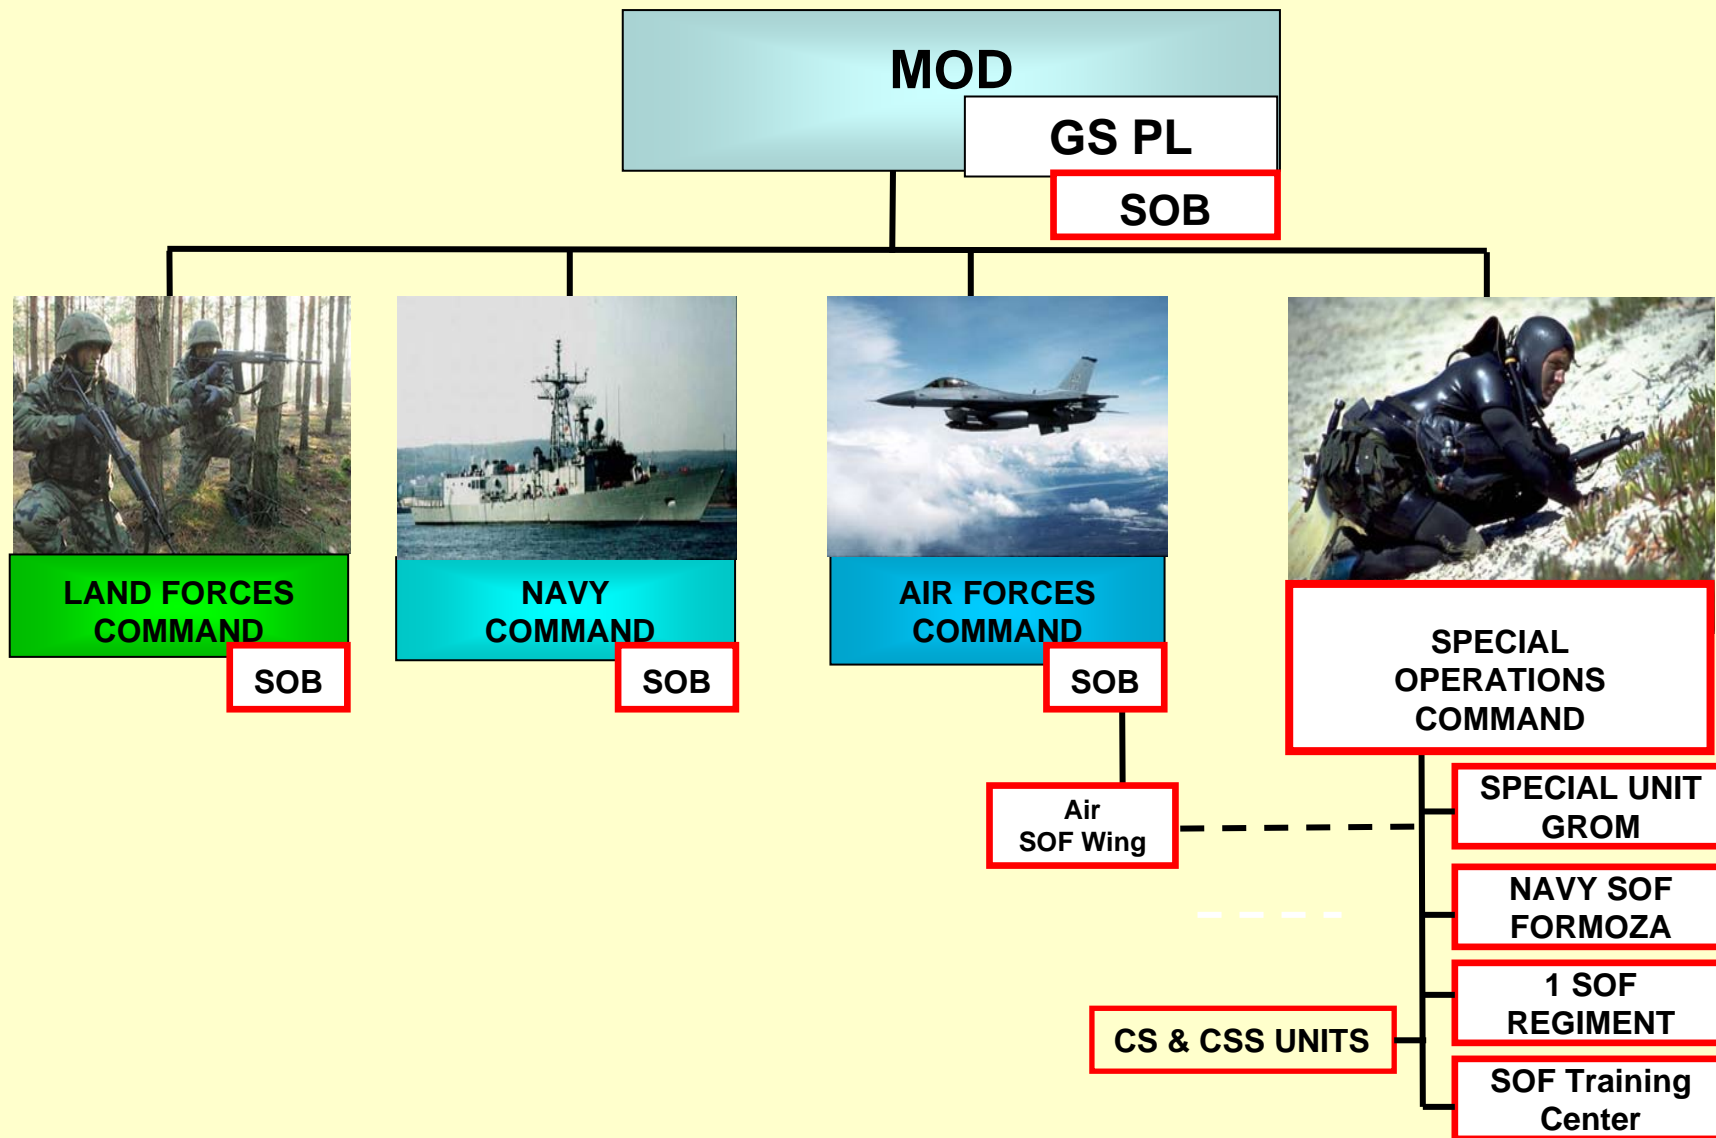 MOD
GS PL
SOB
LAND FORCES
COMMAND
SOB
NAVY
COMMAND
SOB
AIR FORCES
COMMAND
SOB
SPECIAL
OPERATIONS
COMMAND
Air
SOF Wing
SPECIAL UNIT
GROM
NAVY SOF
FORMOZA
1 SOF
REGIMENT
CS & CSS UNITS
SOF Training
Center